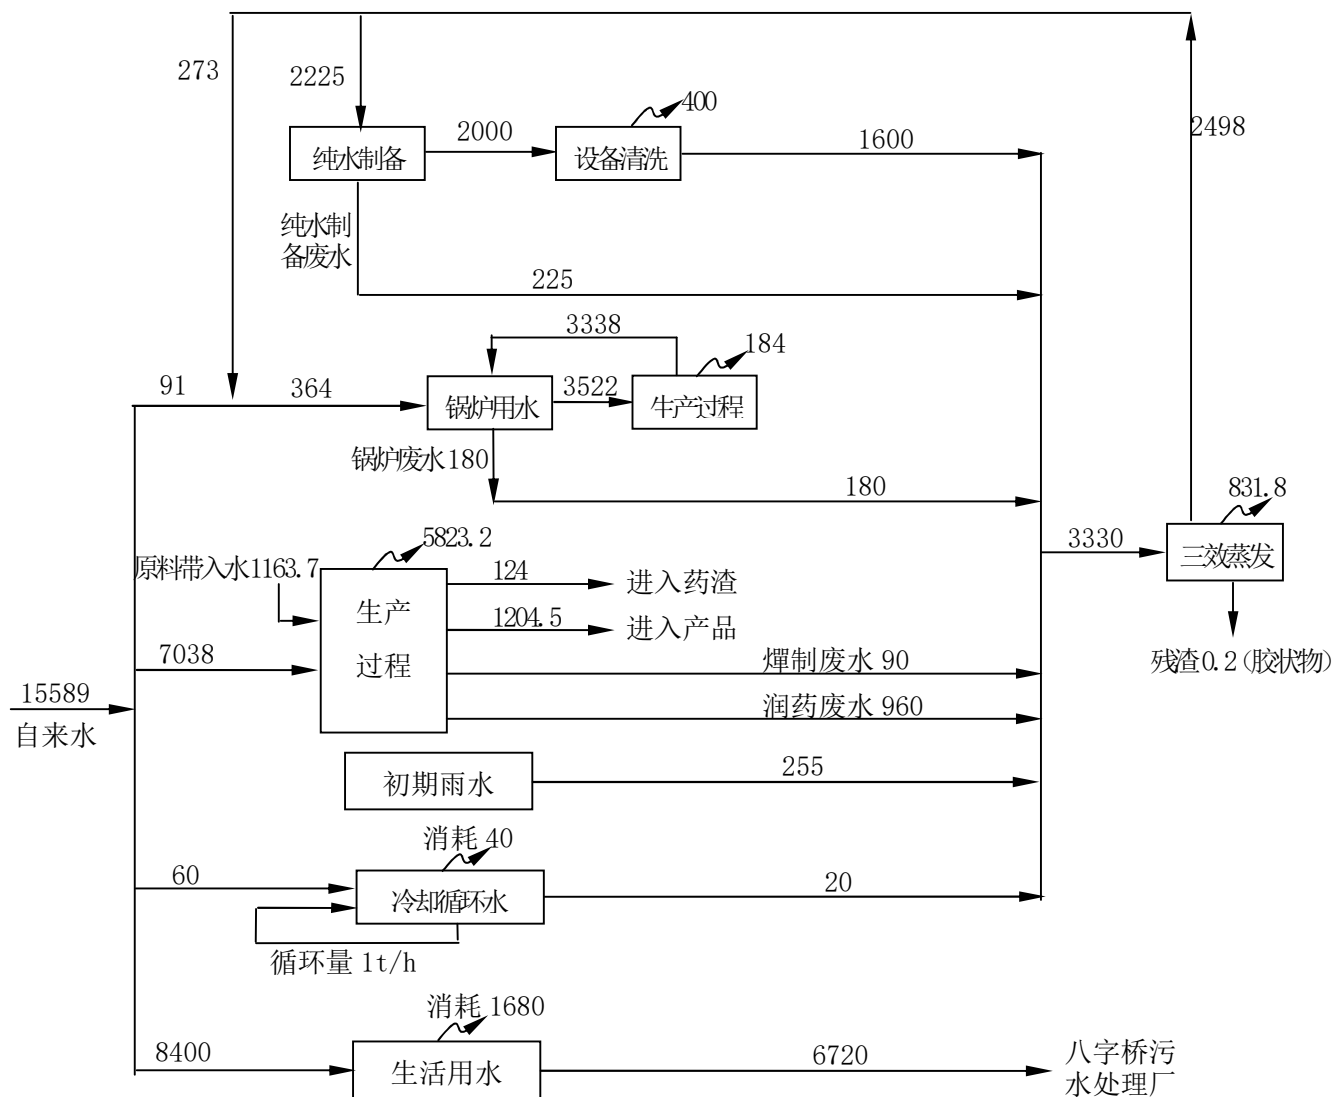 273
2225
2498
纯水制备
2000
设备清洗
400
1600
纯水制
备废水
225
91
364
3338
锅炉用水
3522
生产过程
184
锅炉废水180
180
3330
三效蒸发
831.8
残渣0.2(胶状物)
原料带入水1163.7
5823.2
生产
过程
124
进入药渣
1204.5
进入产品
7038
燀制废水 90
润药废水 960
15589
自来水
初期雨水
255
消耗 40
60
冷却循环水
20
循环量 1t/h
消耗 1680
8400
生活用水
6720
八字桥污
水处理厂